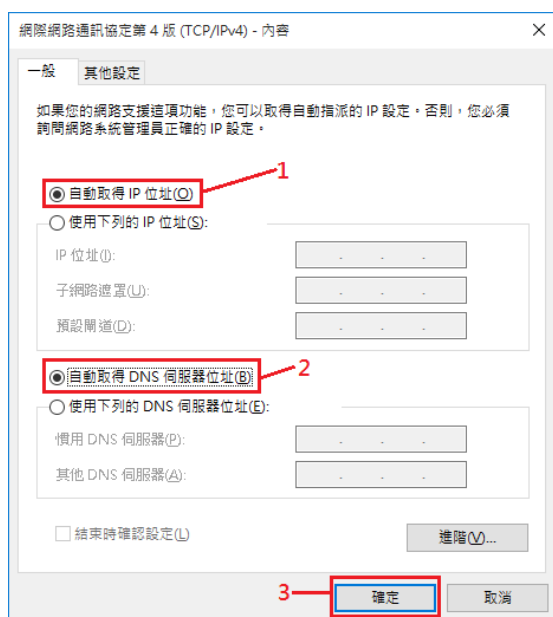 網際網路通訊協定第 4 版 (TCP/IPv4) - 內容
一般 其他設定
如果您的網路支援這項功能，您可以取得自動指派的 IP 設定。否則，您必須
詢問網路系統管理員正確的 IP 設定。
1
自動取得 IP 位址(O)
使用下列的 IP 位址(S):
IP 位址(I):
子網路遮罩(U):
預設閘道(D):
自動取得 DNS 伺服器位址(B) 2
使用下列的 DNS 伺服器位址(E):
慣用 DNS 伺服器(P):
其他 DNS 伺服器(A):
結束時確認設定(L) 進階(V)...
3 確定 取消